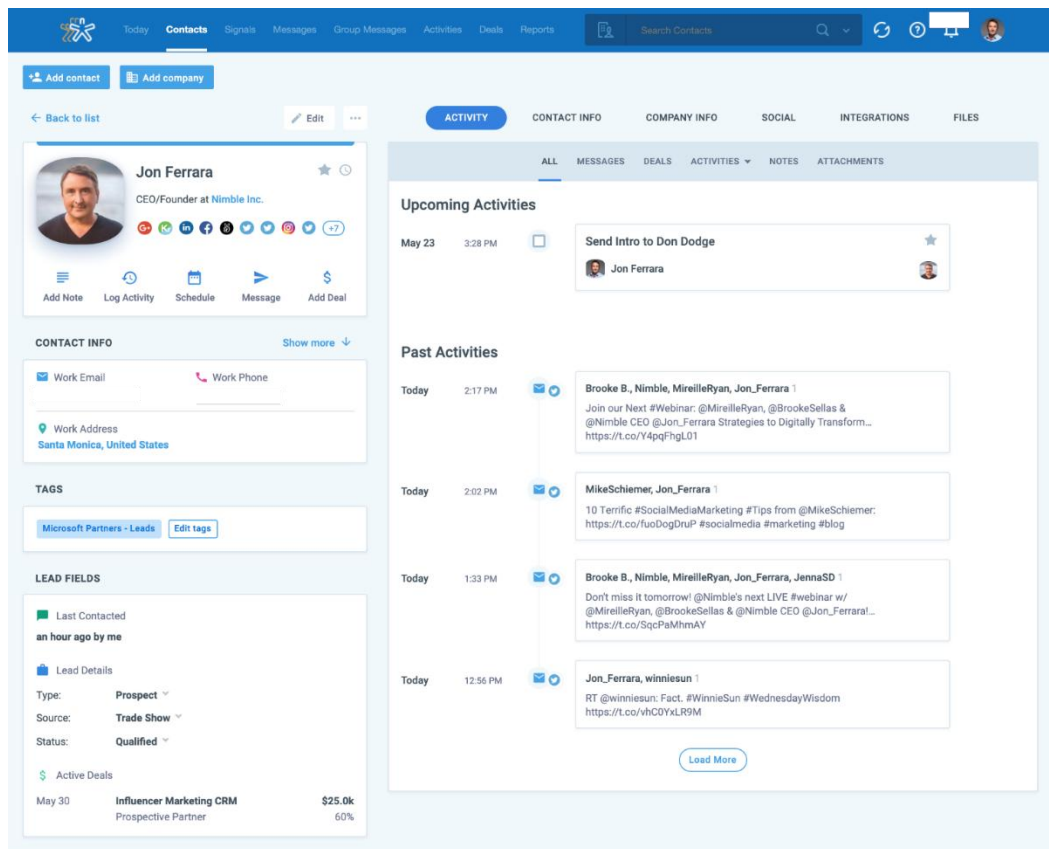 Today Contacts Signals Messages Group Messages Activities Deals Reports Search Contacts
Add contact Add company
Back to list Edit
ACTIVITY CONTACT INFO COMPANY INFO SOCIAL INTEGRATIONS FILES
Jon Ferrara
CEO/Founder at Nimble Inc.
+7
Add Note Log Activity Schedule Message Add Deal
CONTACT INFO Show more
Work Email Work Phone
Work Address
Santa Monica, United States
TAGS
Microsoft Partners - Leads Edit tags
LEAD FIELDS
Last Contacted
an hour ago by me
Lead Details
Type: Prospect
Source: Trade Show
Status: Qualified
Active Deals
May 30 Influencer Marketing CRM $25.0k
Prospective Partner 60%
ALL MESSAGES DEALS ACTIVITIES NOTES ATTACHMENTS
Upcoming Activities
May 23 3:28 PM Send Intro to Don Dodge
Jon Ferrara
Past Activities
Today 2:17 PM Brooke B., Nimble, MireilleRyan, Jon_Ferrara 1
Join our Next #Webinar: @MireilleRyan, @BrookeSellas &
@Nimble CEO @Jon_Ferrara Strategies to Digitally Transform...
https://t.co/Y4pqFhgL01
Today 2:02 PM MikeSchiemer, Jon_Ferrara 1
10 Terrific #SocialMediaMarketing #Tips from @MikeSchiemer:
https://t.co/fuoDogDruP #socialmedia #marketing #blog
Today 1:33 PM Brooke B., Nimble, MireilleRyan, Jon_Ferrara, JennaSD 1
Don't miss it tomorrow! @Nimble's next LIVE #webinar w/
@MireilleRyan, @BrookeSellas & @Nimble CEO @Jon_Ferrara!...
https://t.co/SqcPaMhmAY
Today 12:56 PM Jon_Ferrara, winniesun 1
RT @winniesun: Fact. #WinnieSun #WednesdayWisdom
https://t.co/vhC0YxLR9M
Load More